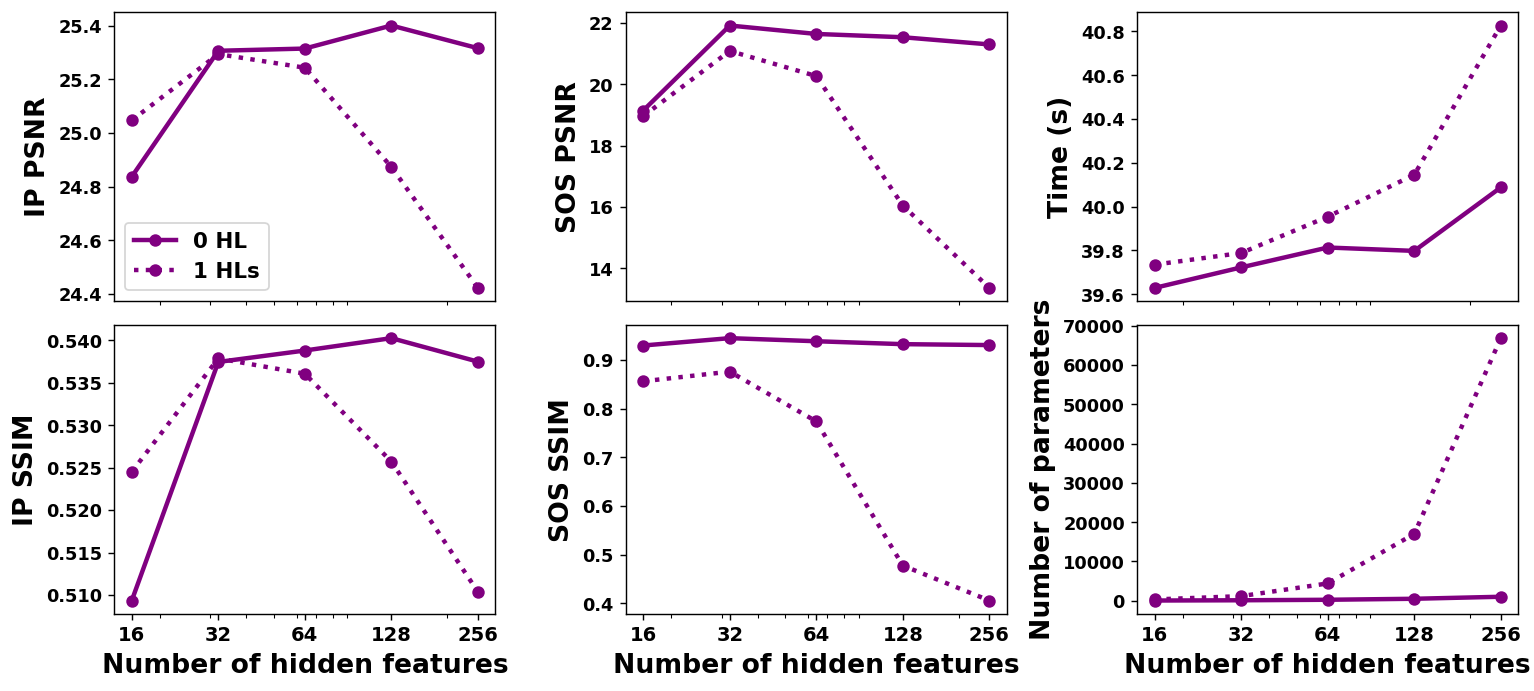 IP PSNR
25.4
25.2
25.0
24.8
24.6
24.4
0 HL
1 HLs
SOS PSNR
22
20
18
16
14
Time (s)
40.8
40.6
40.4
40.2
40.0
39.8
39.6
IP SSIM
0.540
0.535
0.530
0.525
0.520
0.515
0.510
16 32 64 128 256
Number of hidden features
SOS SSIM
0.9
0.8
0.7
0.6
0.5
0.4
16 32 64 128 256
Number of hidden features
Number of parameters
70000
60000
50000
40000
30000
20000
10000
0
16 32 64 128 256
Number of hidden features